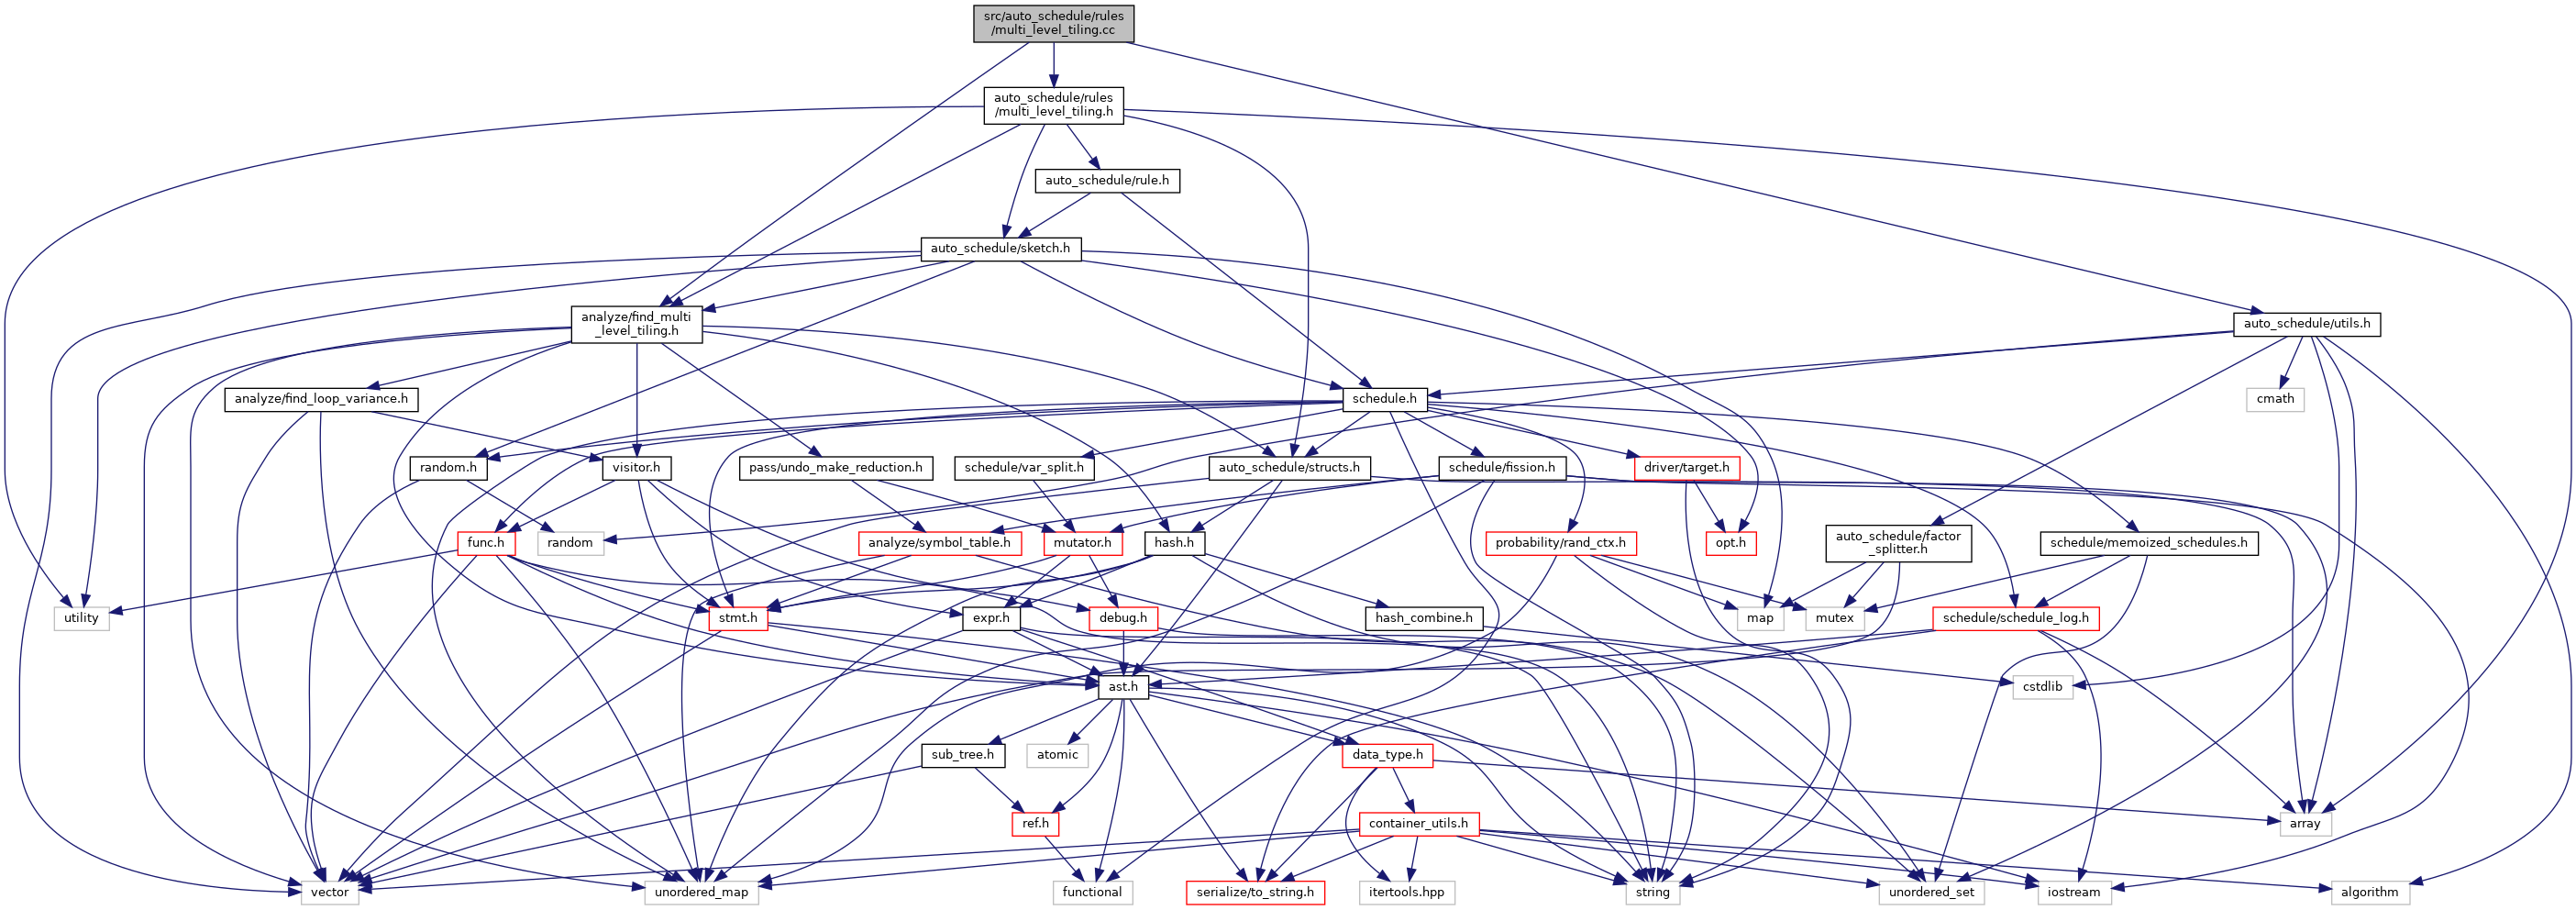 src/auto_schedule/rules
/multi_level_tiling.cc
auto_schedule/rules
/multi_level_tiling.h
auto_schedule/rule.h
auto_schedule/sketch.h
analyze/find_multi
_level_tiling.h
auto_schedule/utils.h
analyze/find_loop_variance.h
schedule.h
cmath
random.h
visitor.h
pass/undo_make_reduction.h
schedule/var_split.h
auto_schedule/structs.h
schedule/fission.h
driver/target.h
func.h
random
analyze/symbol_table.h
mutator.h
hash.h
probability/rand_ctx.h
opt.h
auto_schedule/factor
_splitter.h
schedule/memoized_schedules.h
utility
stmt.h
expr.h
debug.h
hash_combine.h
map
mutex
schedule/schedule_log.h
ast.h
cstdlib
sub_tree.h
atomic
data_type.h
ref.h
container_utils.h
array
vector
unordered_map
functional
serialize/to_string.h
itertools.hpp
string
unordered_set
iostream
algorithm